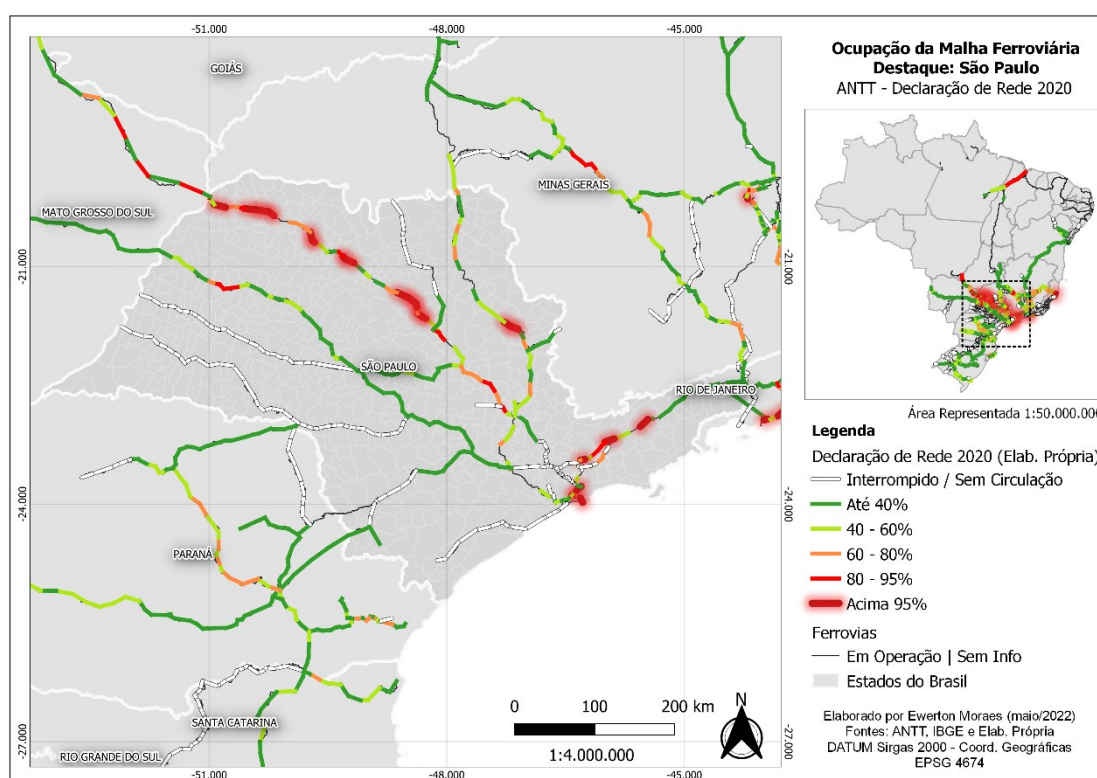 -51.000
-48.000
-45.000
GOIÁS
MINAS GERAIS
MATO GROSSO DO SUL
-21.000
-21.000
SÃO PAULO
RIO DE JANEIRO
-24.000
-24.000
PARANÁ
SANTA CATARINA
RIO GRANDE DO SUL
-27.000
-27.000
0 100 200 km
1:4.000.000
N
-51.000
-48.000
-45.000
Ocupação da Malha Ferroviária
Destaque: São Paulo
ANTT - Declaração de Rede 2020
Área Representada 1:50.000.00
Legenda
Declaração de Rede 2020 (Elab. Própria)
Interrompido / Sem Circulação
Até 40%
40 - 60%
60 - 80%
80 - 95%
Acima 95%
Ferrovias
Em Operação | Sem Info
Estados do Brasil
Elaborado por Ewerton Moraes (maio/2022)
Fontes: ANTT, IBGE e Elab. Própria
DATUM Sirgas 2000 - Coord. Geográficas
EPSG 4674